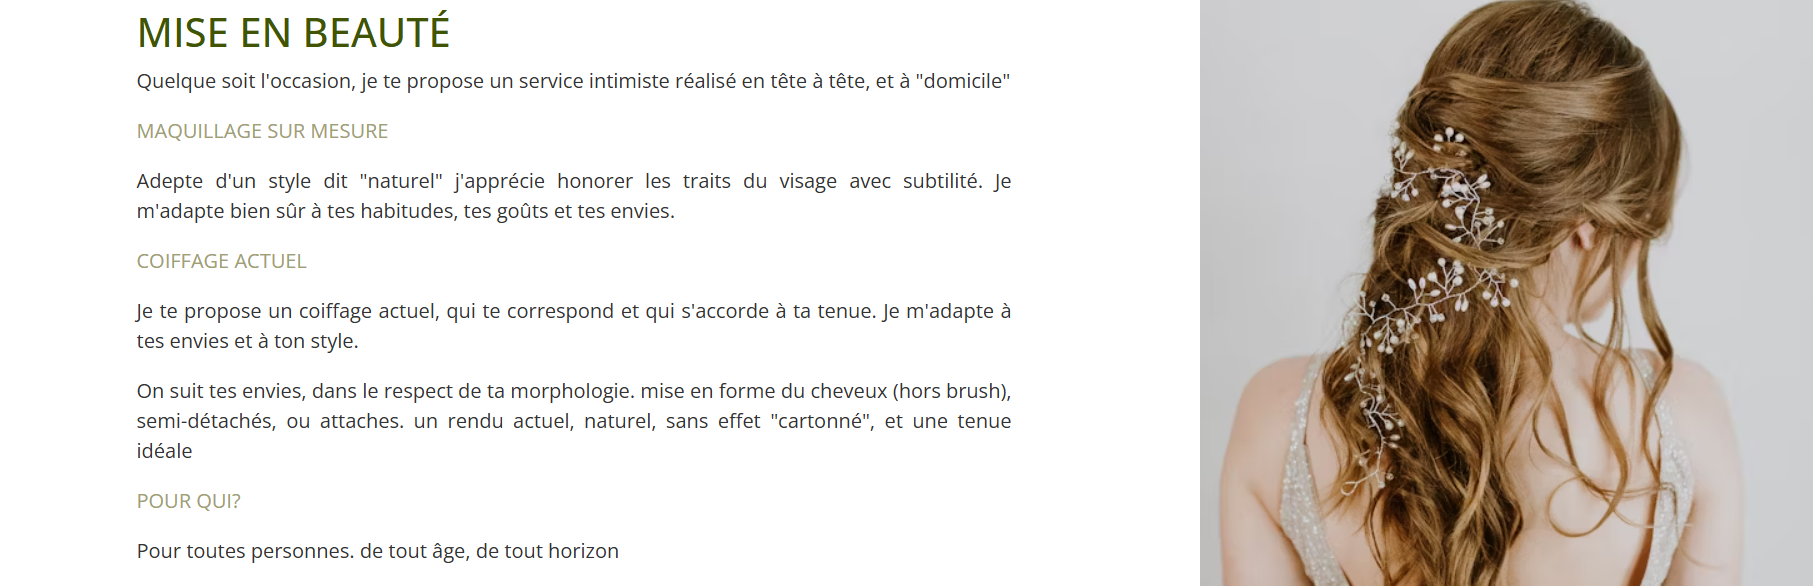 MISE EN BEAUTÉ
Quelque soit l'occasion, je te propose un service intimiste réalisé en tête à tête, et à "domicile"
MAQUILLAGE SUR MESURE
Adepte d'un style dit "naturel" j'apprécie honorer les traits du visage avec subtilité. Je
m'adapte bien sûr à tes habitudes, tes goûts et tes envies.
COIFFAGE ACTUEL
Je te propose un coiffage actuel, qui te correspond et qui s'accorde à ta tenue. Je m'adapte à
tes envies et à ton style.
On suit tes envies, dans le respect de ta morphologie. mise en forme du cheveux (hors brush),
semi-détachés, ou attaches. un rendu actuel, naturel, sans effet "cartonné", et une tenue
idéale
POUR QUI?
Pour toutes personnes. de tout âge, de tout horizon